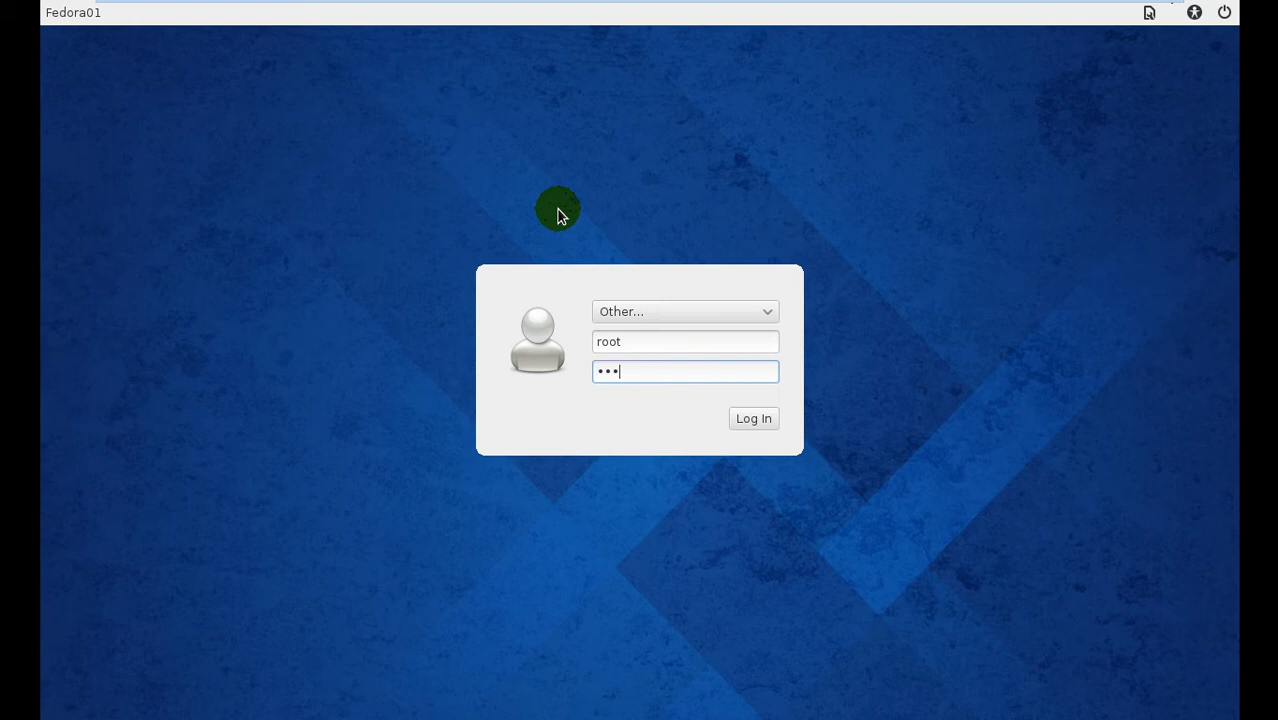 Fedora01
Other...
root
•••
Log In